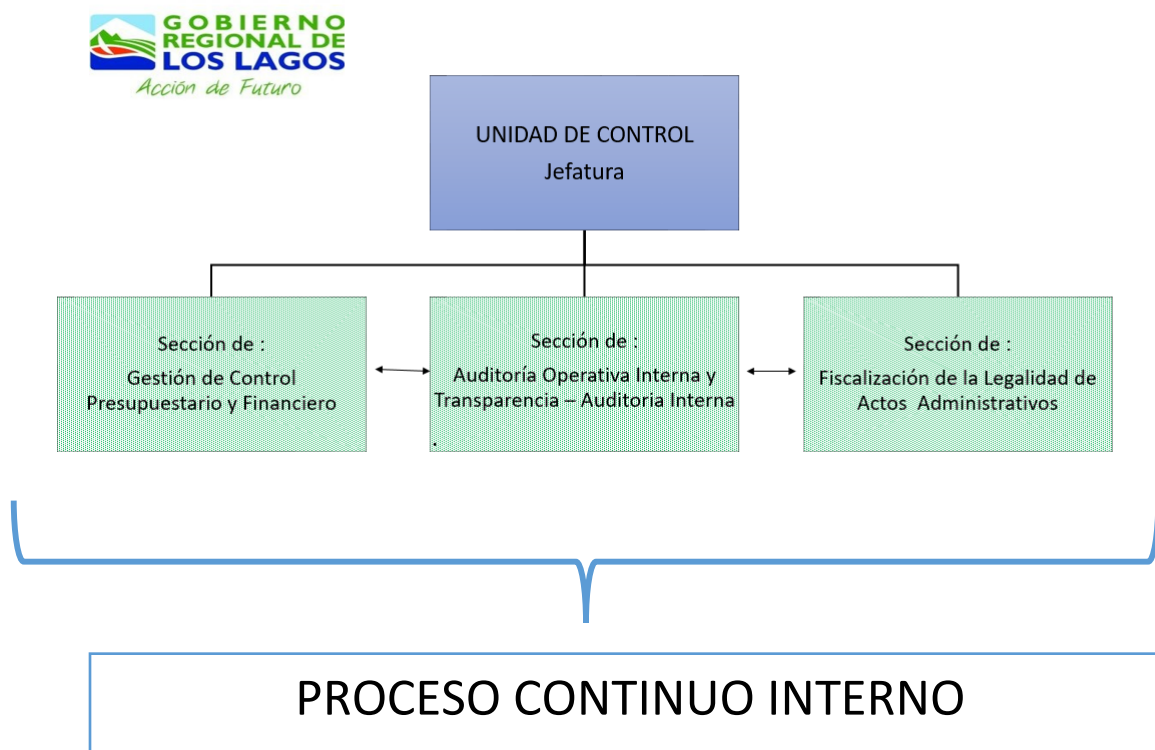 GOBIERNO
REGIONAL DE
LOS LAGOS
Acción de Futuro
UNIDAD DE CONTROL
Jefatura
Sección de :
Gestión de Control
Presupuestario y Financiero
Sección de :
Auditoría Operativa Interna y
Transparencia – Auditoria Interna
.
Sección de :
Fiscalización de la Legalidad de
Actos Administrativos
PROCESO CONTINUO INTERNO